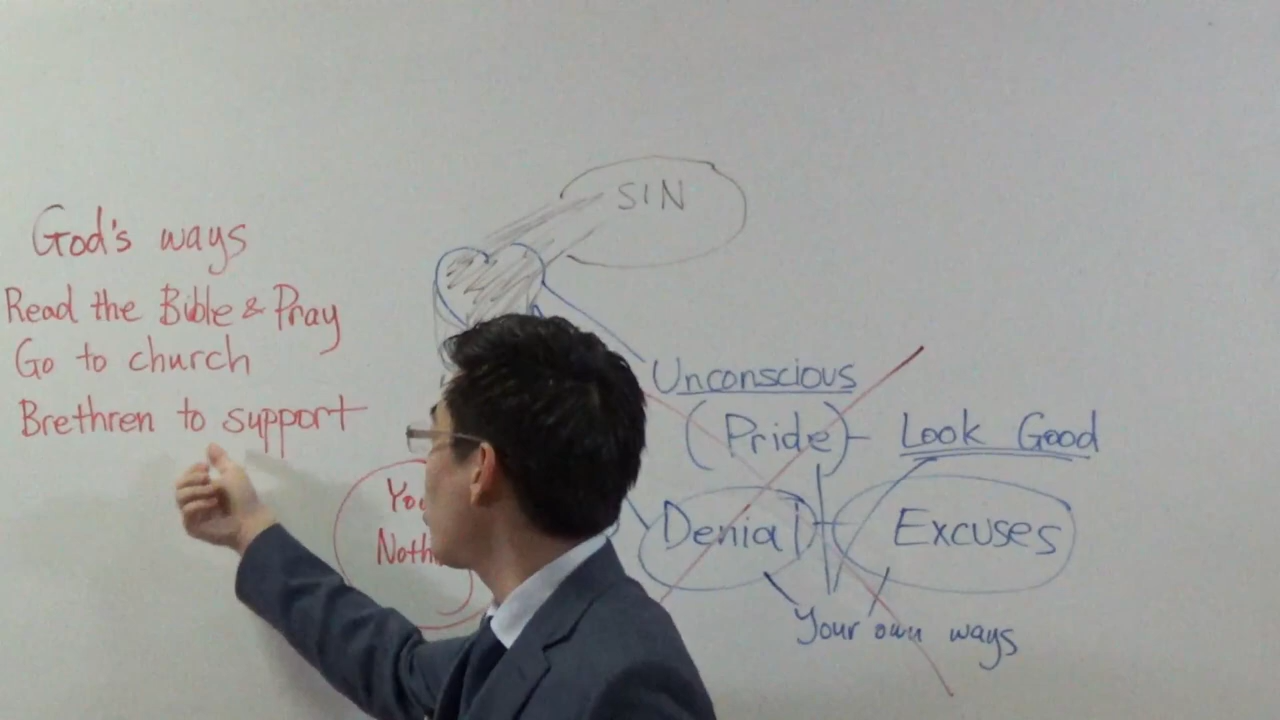 God's ways
Read the Bible & Pray
Go to church
Brethren to support
SIN
Unconscious
(Pride)
Look Good
Denial
Excuses
Your own ways